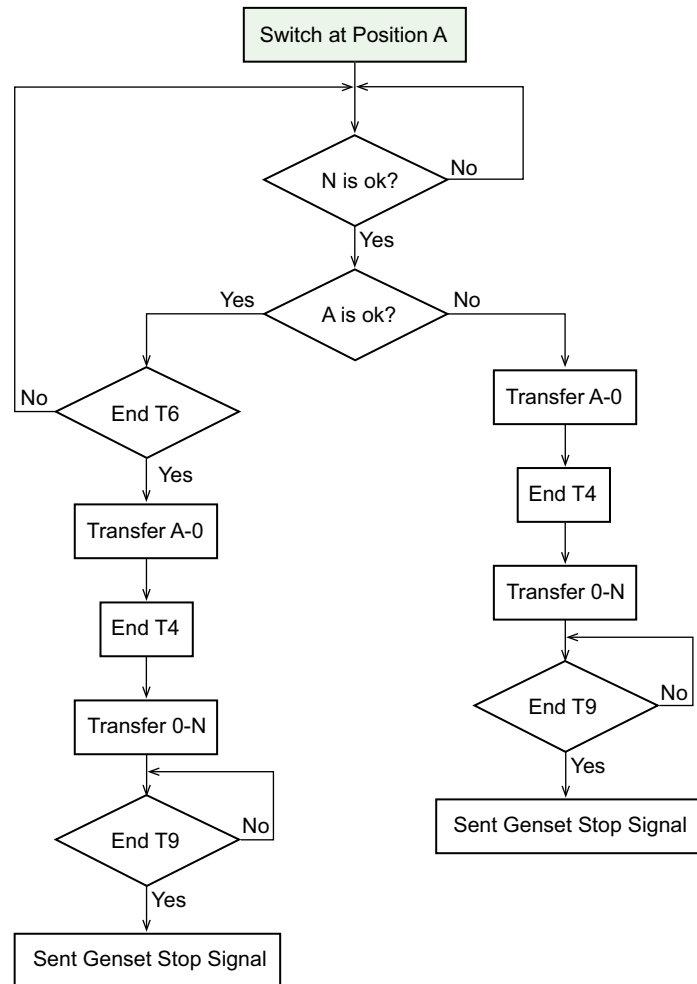 Switch at Position A
N is ok?
No
Yes
A is ok?
Yes
No
End T6
No
Yes
Transfer A-0
End T4
Transfer 0-N
End T9
No
Yes
Sent Genset Stop Signal
Transfer A-0
End T4
Transfer 0-N
End T9
No
Yes
Sent Genset Stop Signal